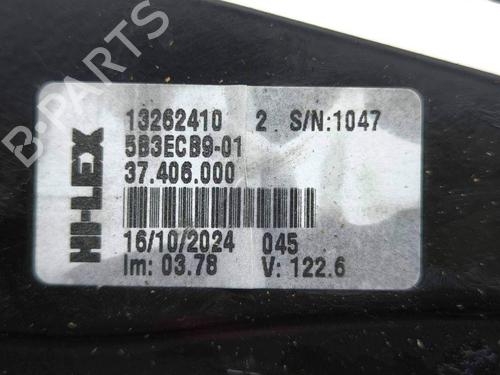 B-PARTS
HI-LEX
13262410 2 S/N:1047
5B3ECB9-01
37.406.000
16/10/2024 045
Im: 03.78 V: 122.6